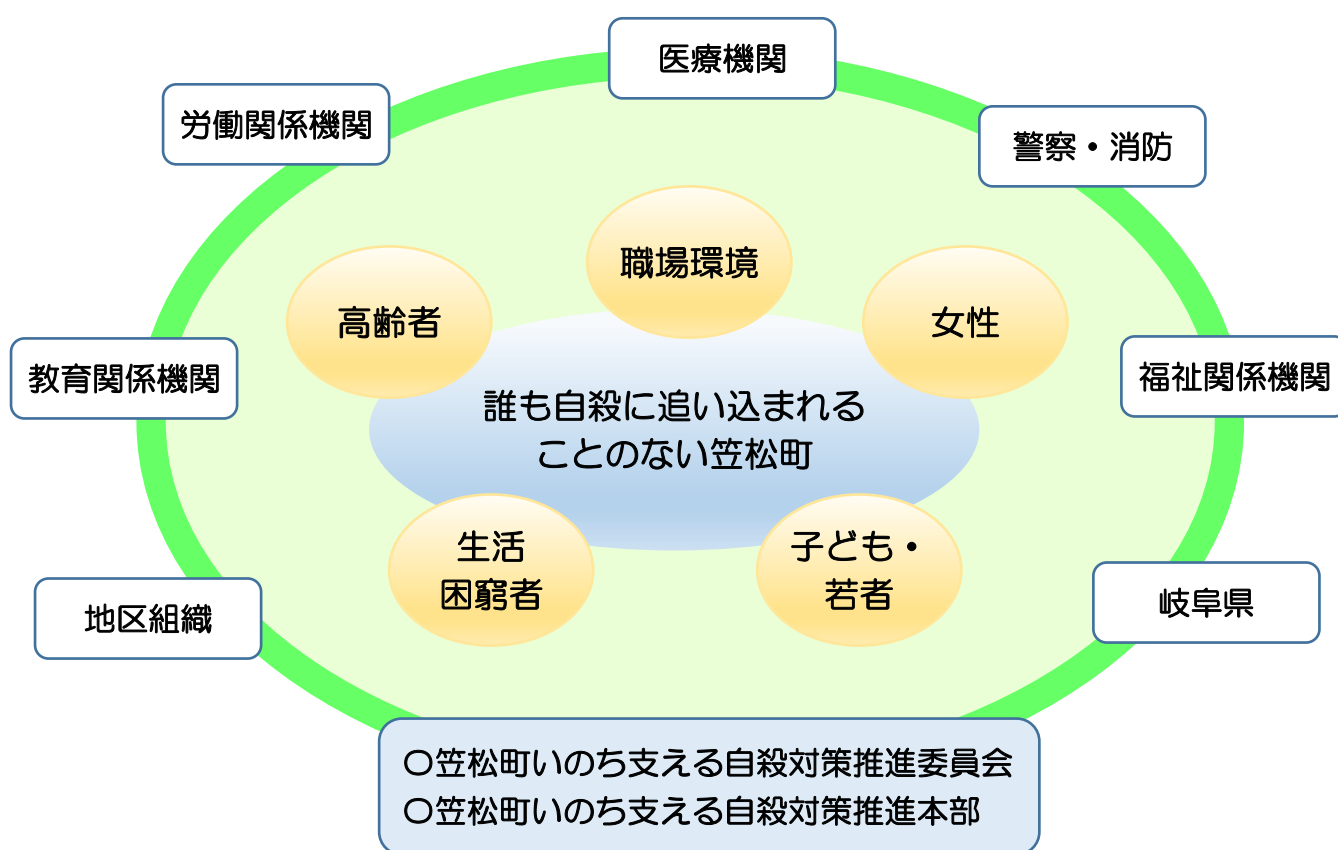 医療機関
労働関係機関
警察・消防
職場環境
高齢者
女性
教育関係機関
福祉関係機関
誰も自殺に追い込まれる
ことのない笠松町
生活
困窮者
子ども・
若者
地区組織
岐阜県
○笠松町いのち支える自殺対策推進委員会
○笠松町いのち支える自殺対策推進本部